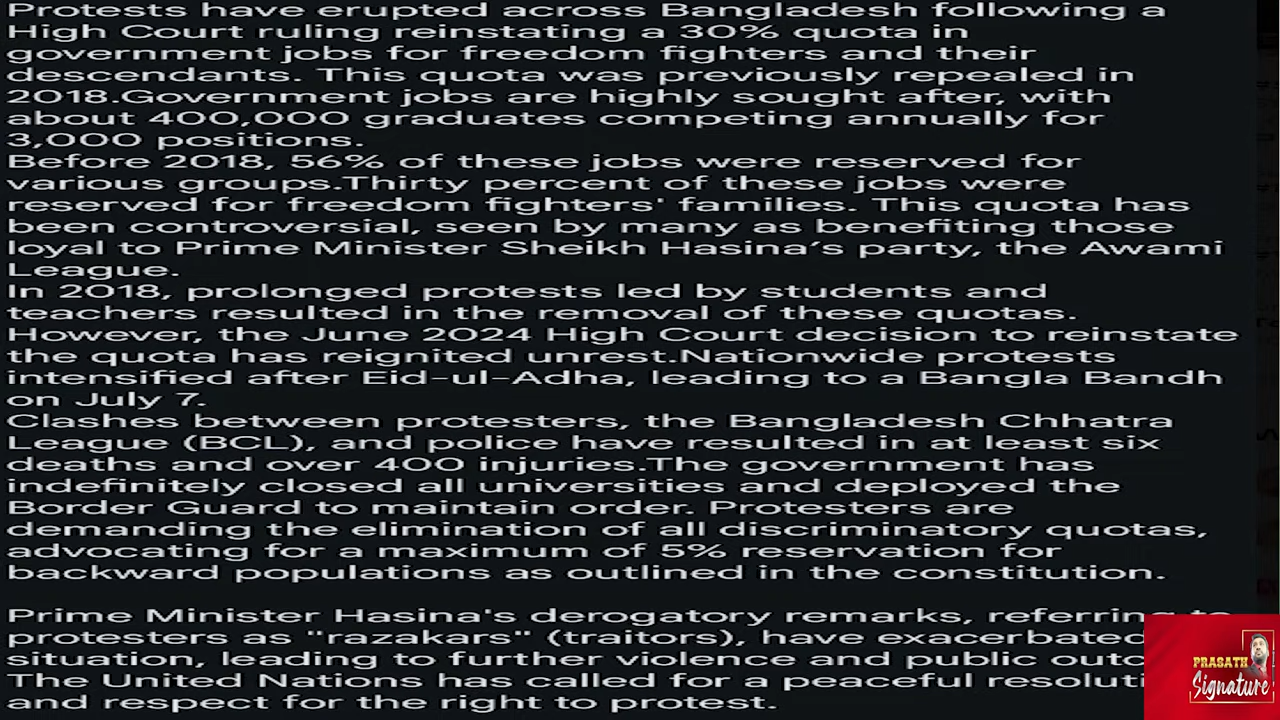 Protests have erupted across Bangladesh following a
High Court ruling reinstating a 30% quota in
government jobs for freedom fighters and their
descendants. This quota was previously repealed in
2018.Government jobs are highly sought after, with
about 400,000 graduates competing annually for
3,000 positions.
Before 2018, 56% of these jobs were reserved for
various groups.Thirty percent of these jobs were
reserved for freedom fighters' families. This quota has
been controversial, seen by many as benefiting those
loyal to Prime Minister Sheikh Hasina’s party, the Awami
League.
In 2018, prolonged protests led by students and
teachers resulted in the removal of these quotas.
However, the June 2024 High Court decision to reinstate
the quota has reignited unrest.Nationwide protests
intensified after Eid-ul-Adha, leading to a Bangla Bandh
on July 7.
Clashes between protesters, the Bangladesh Chhatra
League (BCL), and police have resulted in at least six
deaths and over 400 injuries.The government has
indefinitely closed all universities and deployed the
Border Guard to maintain order. Protesters are
demanding the elimination of all discriminatory quotas,
advocating for a maximum of 5% reservation for
backward populations as outlined in the constitution.
Prime Minister Hasina's derogatory remarks, referring to
protesters as "razakars" (traitors), have exacerbated
situation, leading to further violence and public
The United Nations has called for a peaceful
and respect for the right to protest.
PRASATH
Signature